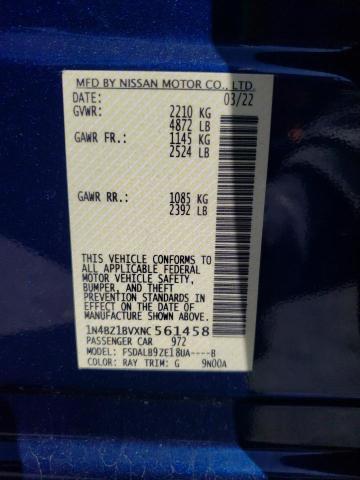 MFD BY NISSAN MOTOR CO., LTD.
DATE: 03/22
GVWR: 2210 KG
4872 LB
GAWR FR.: 1145 KG
2524 LB
GAWR RR.: 1085 KG
2392 LB
THIS VEHICLE CONFORMS TO
ALL APPLICABLE FEDERAL
MOTOR VEHICLE SAFETY,
BUMPER, AND THEFT
PREVENTION STANDARDS IN
EFFECT ON THE DATE OF
MANUFACTURE SHOWN ABOVE.
1N4BZ1BVXNC561458
PASSENGER CAR 972
MODEL: FSDALB9ZE18UA----B
COLOR: RAY TRIM: G 9N00A